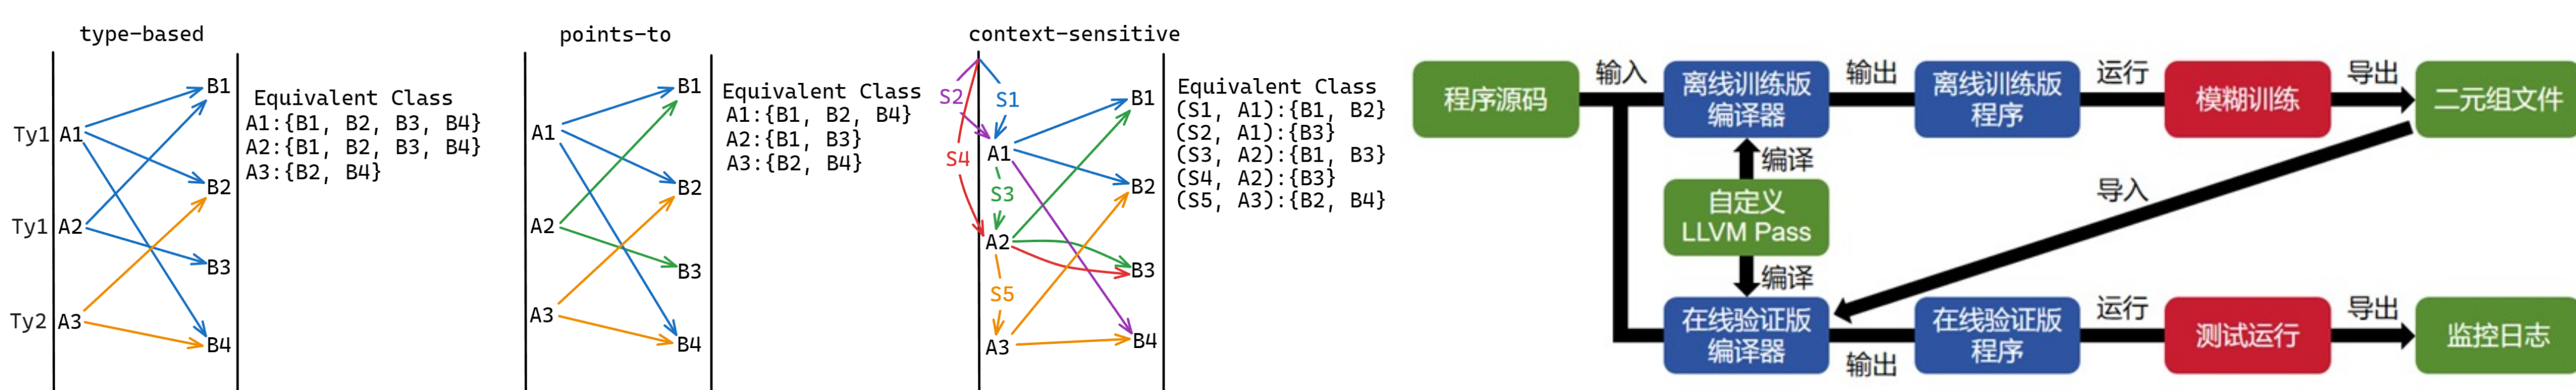 type-based
Ty1
A1
Ty1
A2
Ty2
A3
B1
B2
B3
B4
Equivalent Class
A1:{B1, B2, B3, B4}
A2:{B1, B2, B3, B4}
A3:{B2, B4}
points-to
A1
A2
A3
B1
B2
B3
B4
Equivalent Class
A1:{B1, B2, B4}
A2:{B1, B3}
A3:{B2, B4}
context-sensitive
S2
S1
A1
S4
S3
A2
S5
A3
B1
B2
B3
B4
Equivalent Class
(S1, A1):{B1, B2}
(S2, A1):{B3}
(S3, A2):{B1, B3}
(S4, A2):{B3}
(S5, A3):{B2, B4}
程序源码
输入
离线训练版
编译器
输出
离线训练版
程序
运行
模糊训练
导出
二元组文件
编译
自定义
LLVM Pass
编译
导入
在线验证版
编译器
输出
在线验证版
程序
运行
测试运行
导出
监控日志